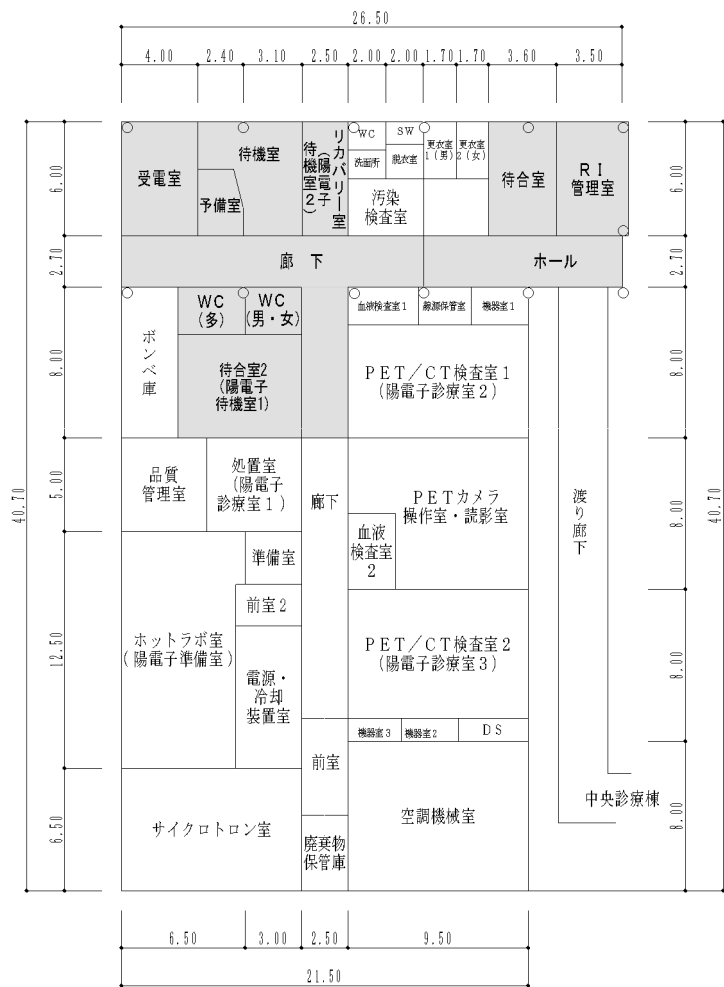 26.50
4.00 2.40 3.10 2.50 2.00 2.00 1.70 1.70 3.60 3.50
受電室
待機室
予備室
リカバリー室
(陽電子
待機室2)
WC
SW
洗面所
脱衣室
汚染
検査室
更衣室
1(男)
更衣室
2(女)
待合室
RI
管理室
6.00
6.00
2.70
廊下
ホール
2.70
ボンベ庫
WC
(多)
WC
(男・女)
待合室2
(陽電子
待機室1)
血液検査室1
線源保管室
機器室1
PET/CT検査室1
(陽電子診療室2)
8.00
8.00
40.70
40.70
品質
管理室
処置室
(陽電子
診療室1)
廊下
PETカメラ
操作室・読影室
血液
検査室
2
渡り廊下
5.00
8.00
準備室
前室2
ホットラボ室
(陽電子準備室)
電源・
冷却
装置室
PET/CT検査室2
(陽電子診療室3)
12.50
8.00
機器室3
機器室2
DS
前室
サイクロトロン室
廃棄物
保管庫
空調機械室
中央診療棟
6.50
8.00
6.50 3.00 2.50 9.50
21.50